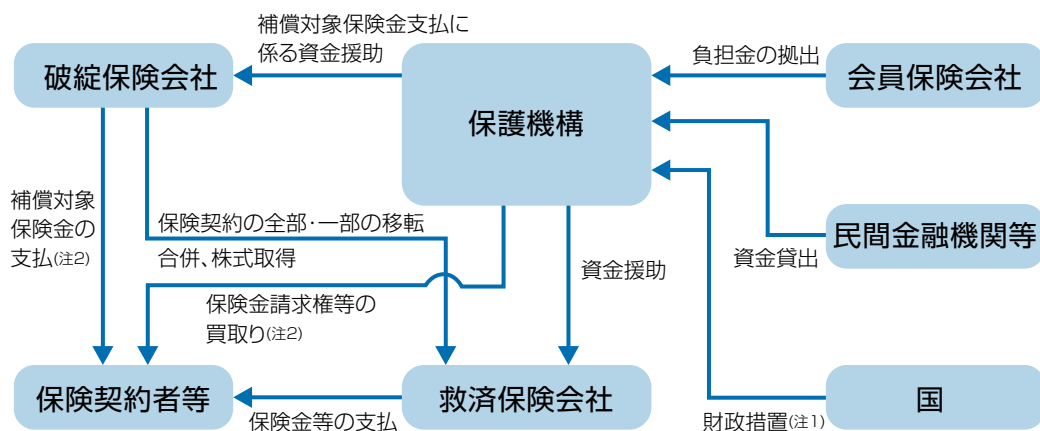 補償対象保険金支払に
係る資金援助
負担金の拠出
破綻保険会社
保護機構
会員保険会社
補償対象
保険金の
支払(注2)
保険契約の全部・一部の移転
合併、株式取得
保険金請求権等の
買取り(注2)
資金援助
民間金融機関等
資金貸出
保険契約者等
保険金等の支払
救済保険会社
財政措置(注1)
国